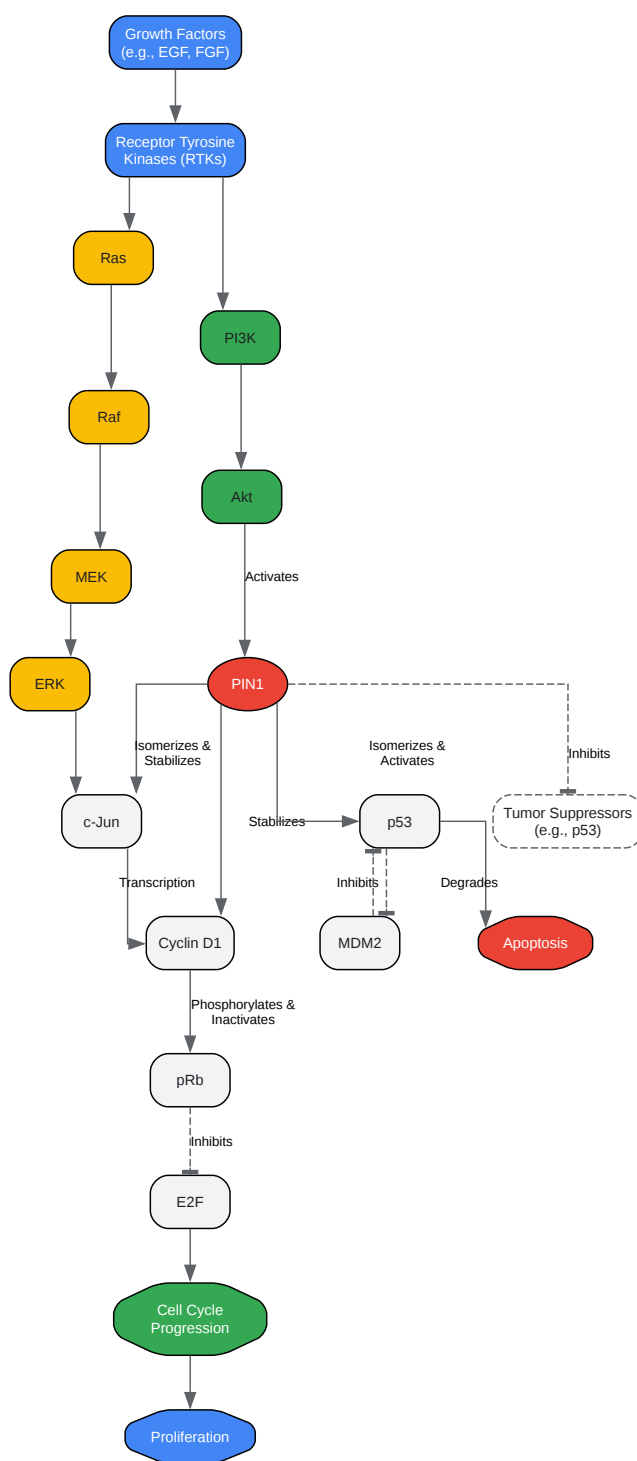 Growth Factors
(e.g., EGF, FGF)
Receptor Tyrosine
Kinases (RTKs)
Ras
PI3K
Raf
Akt
MEK
Activates
ERK
PIN1
Isomerizes &
Stabilizes
Isomerizes &
Activates
Inhibits
c-Jun
Stabilizes
p53
Tumor Suppressors
(e.g., p53)
Transcription
Inhibits
Degrades
Cyclin D1
MDM2
Apoptosis
Phosphorylates &
Inactivates
pRb
Inhibits
E2F
Cell Cycle
Progression
Proliferation